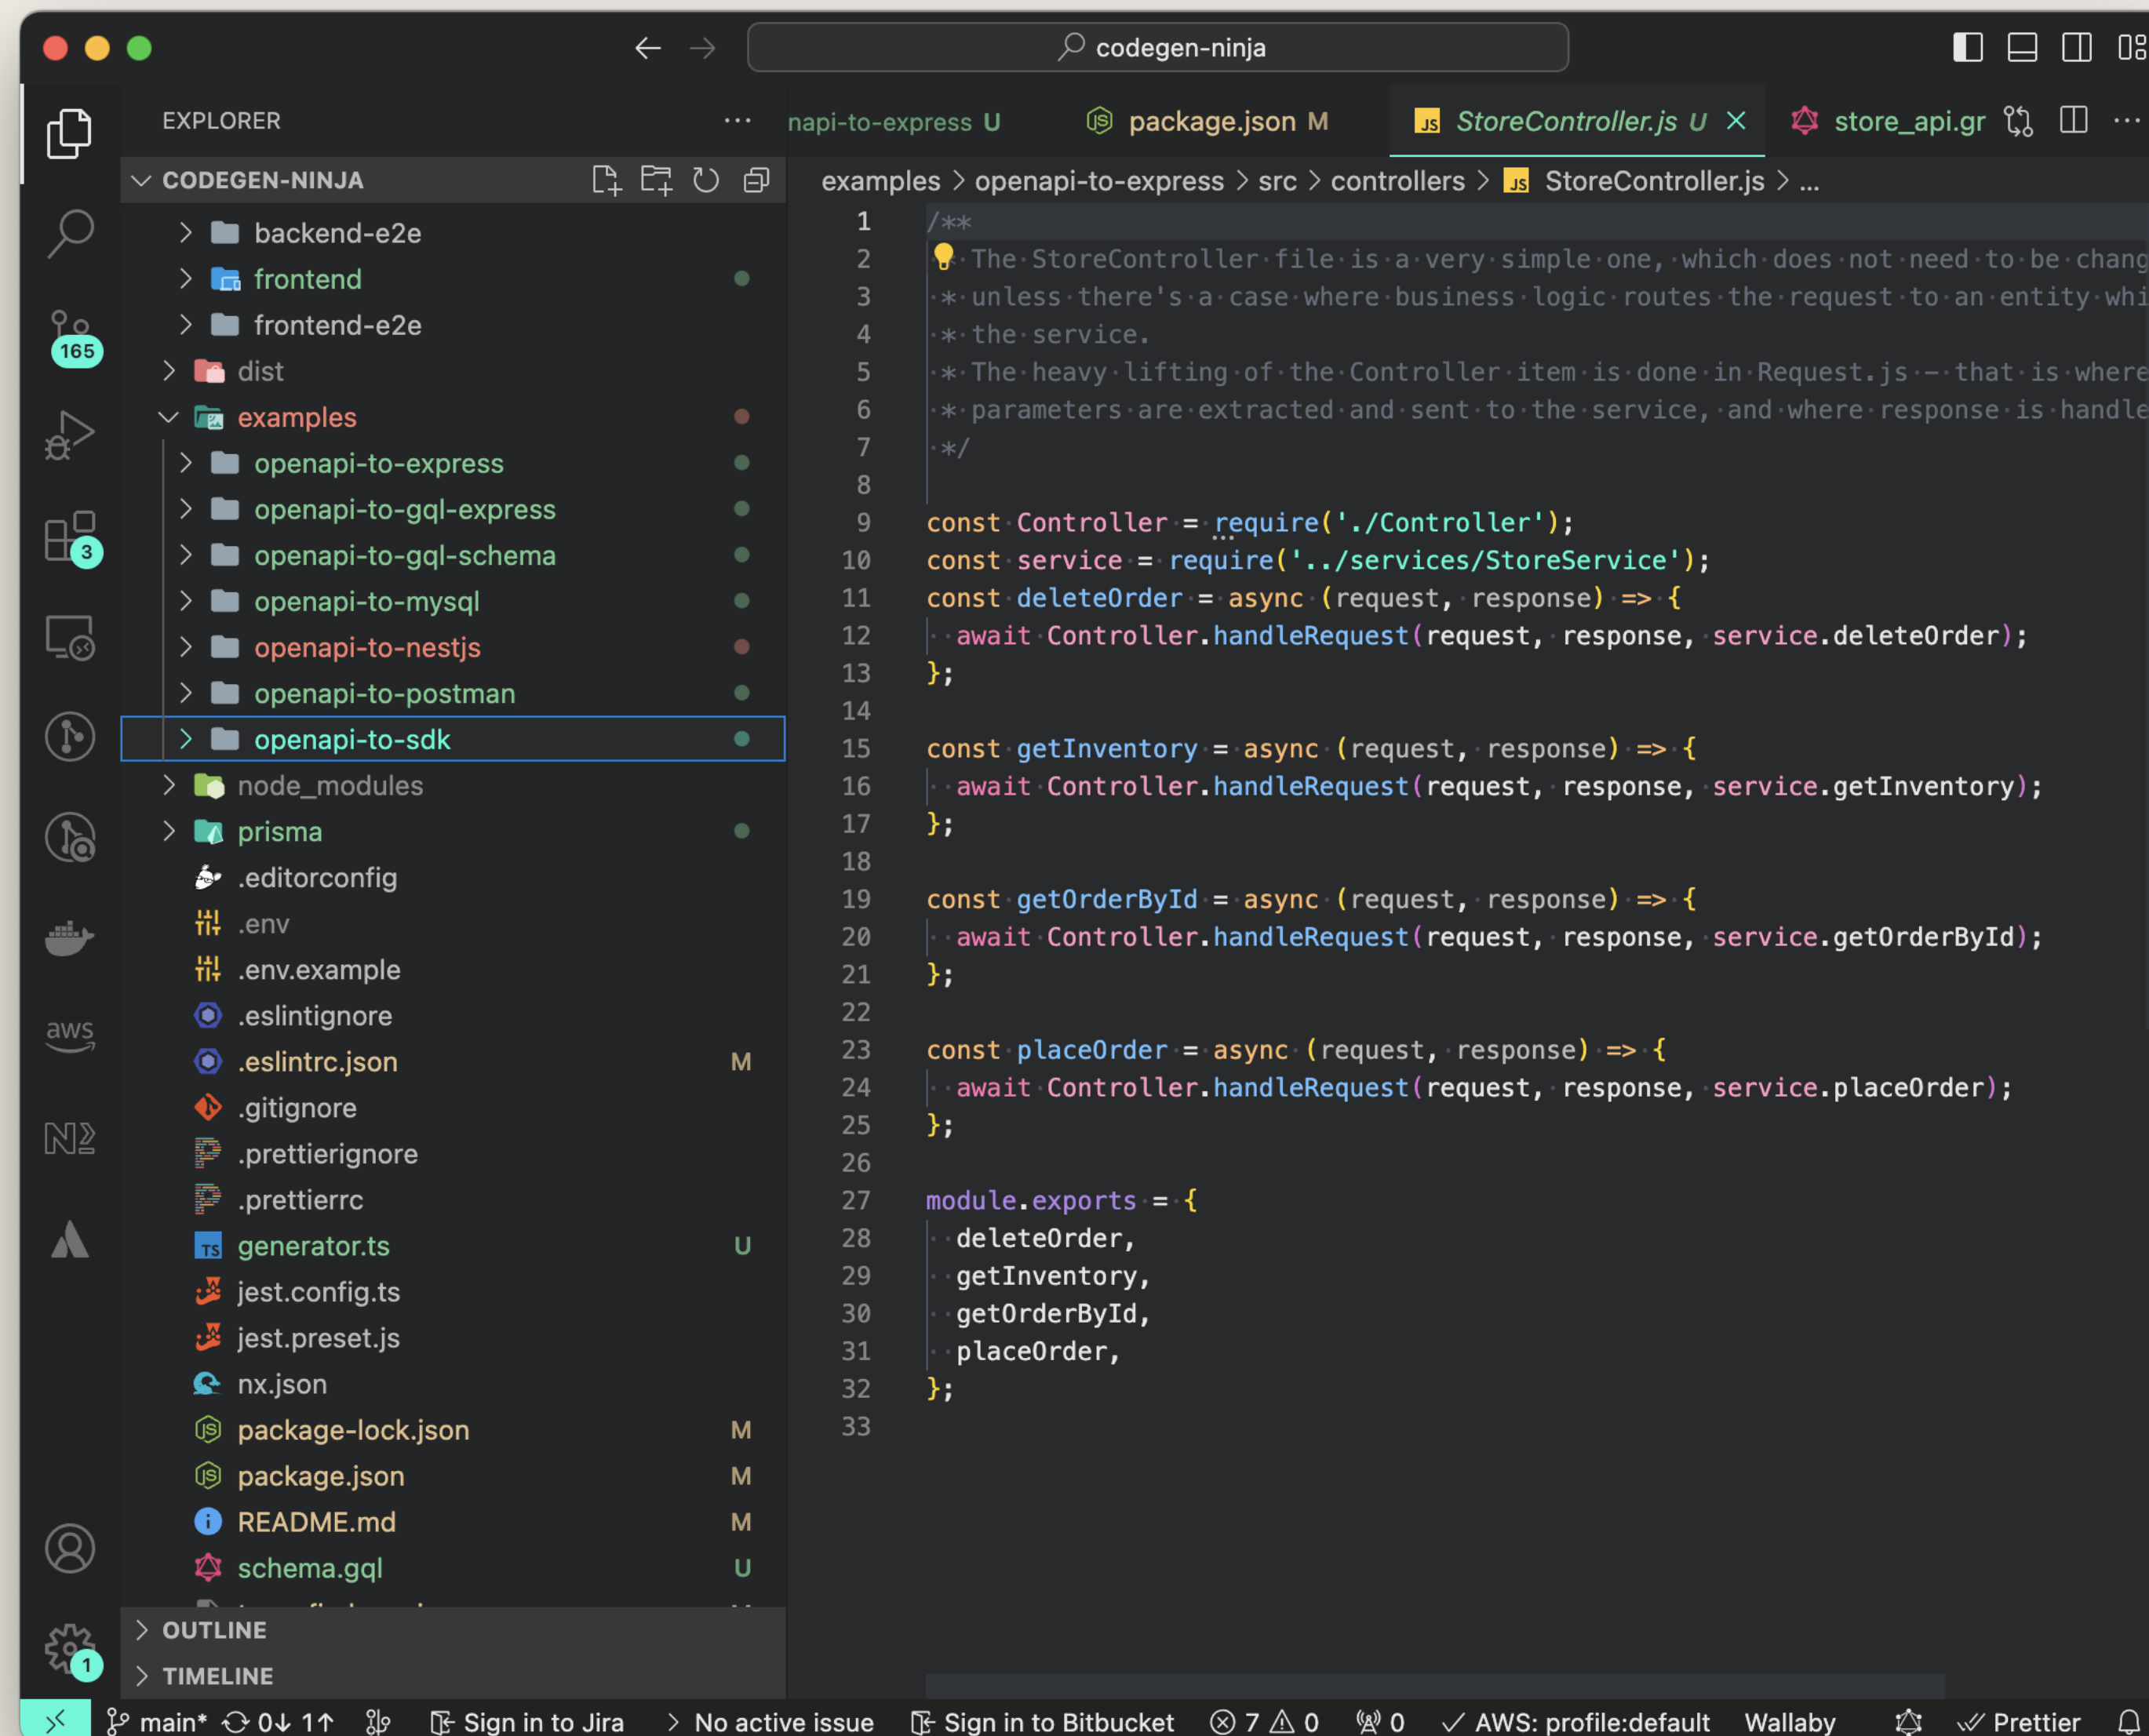 codegen-ninja
EXPLORER
napi-to-express U
package.json M
JS StoreController.js U
store_api.gr
CODEGEN-NINJA
examples > openapi-to-express > src > controllers > JS StoreController.js > ...
backend-e2e
frontend
frontend-e2e
165
dist
examples
openapi-to-express
openapi-to-gql-express
3
openapi-to-gql-schema
openapi-to-mysql
openapi-to-nestjs
openapi-to-postman
openapi-to-sdk
node_modules
prisma
.editorconfig
.env
.env.example
.eslintignore
aws
.eslintrc.json M
.gitignore
.prettierignore
.prettierrc
TS generator.ts U
jest.config.ts
jest.preset.js
nx.json
JS package-lock.json M
JS package.json M
README.md M
schema.gql U
OUTLINE
1
TIMELINE
1 /**
2 * The StoreController file is a very simple one, which does not need to be chang
3 * unless there's a case where business logic routes the request to an entity whi
4 * the service.
5 * The heavy lifting of the Controller item is done in Request.js - that is where
6 * parameters are extracted and sent to the service, and where response is handle
7 */
8
9 const Controller = require('./Controller');
10 const service = require('../services/StoreService');
11 const deleteOrder = async (request, response) => {
12 await Controller.handleRequest(request, response, service.deleteOrder);
13 };
14
15 const getInventory = async (request, response) => {
16 await Controller.handleRequest(request, response, service.getInventory);
17 };
18
19 const getOrderById = async (request, response) => {
20 await Controller.handleRequest(request, response, service.getOrderById);
21 };
22
23 const placeOrder = async (request, response) => {
24 await Controller.handleRequest(request, response, service.placeOrder);
25 };
26
27 module.exports = {
28 deleteOrder,
29 getInventory,
30 getOrderById,
31 placeOrder,
32 };
33
main* 0↓ 1↑ Sign in to Jira > No active issue Sign in to Bitbucket 7 0 0 ✓ AWS: profile:default Wallaby Prettier